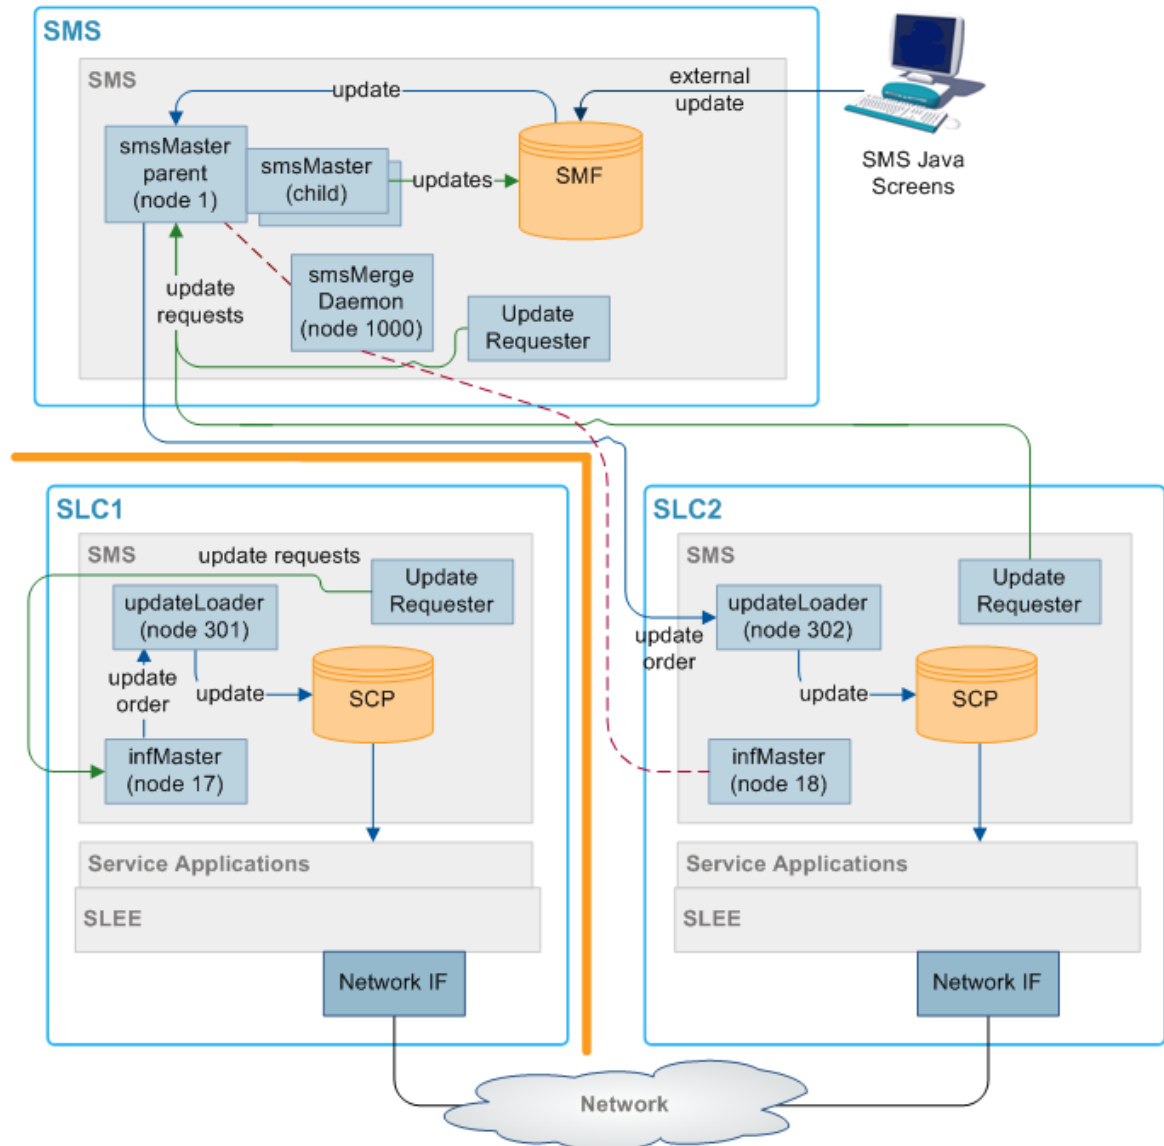 SMS
SMS
update
external
update
smsMaster
parent
(node 1)
smsMaster
(child)
updates
SMF
SMS Java
Screens
update
requests
smsMerge
Daemon
(node 1000)
Update
Requester
SLC1
SMS
update requests
Update
Requester
updateLoader
(node 301)
update
order
update
SCP
infMaster
(node 17)
Service Applications
SLEE
Network IF
SLC2
SMS
Update
Requester
updateLoader
(node 302)
update
order
update
SCP
infMaster
(node 18)
Service Applications
SLEE
Network IF
Network